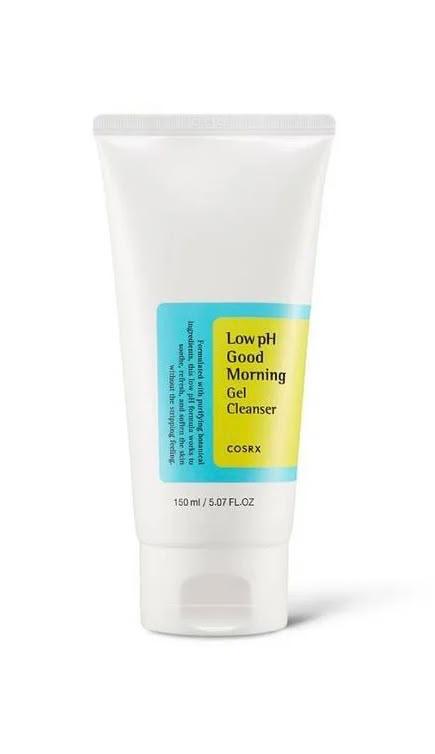 Low pH
Good
Morning
Gel
Cleanser
COSRX
Formulated with purifying botanical
ingredients, this low pH formula works to
soothe, refresh, and soften the skin
without the stripping feeling.
150 ml / 5.07 FL.OZ